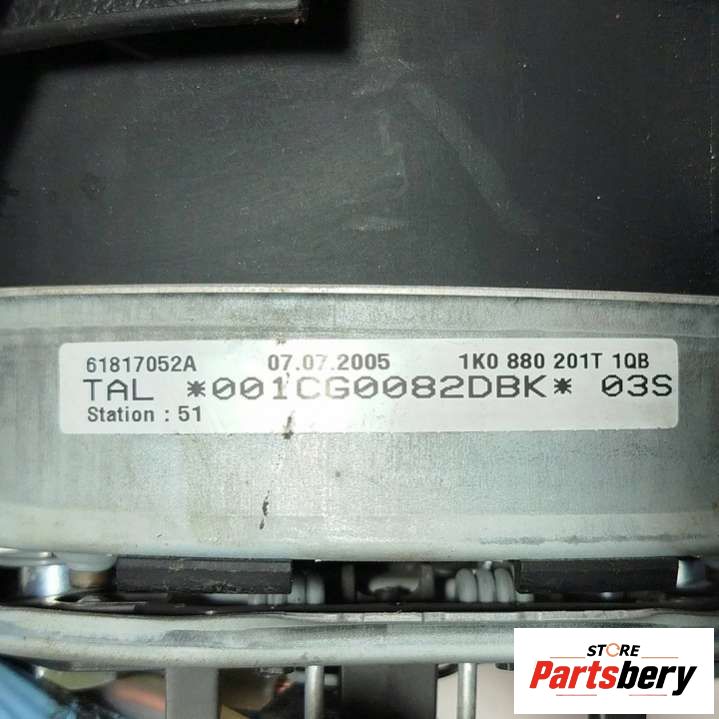 61817052A 07.07.2005 1K0 880 201T 1QB
TAL *001CG0082DBK* 03S
Station : 51
STORE
Partsbery